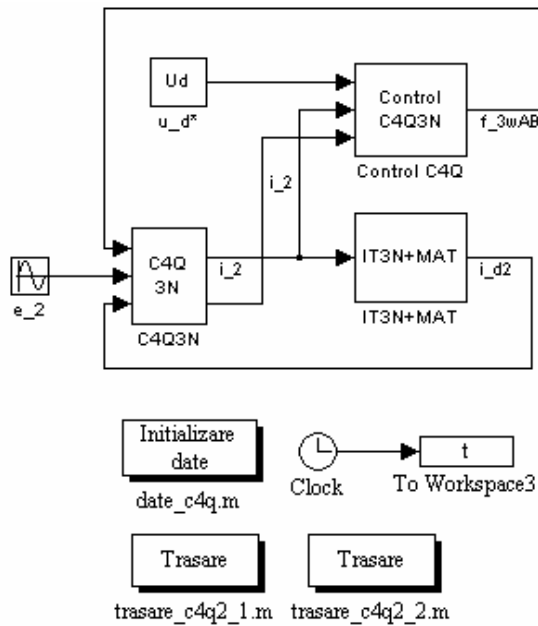 Ud
u_d*
Control
C4Q3N
Control C4Q
f_3wAB
i_2
C4Q
3N
C4Q3N
i_2
IT3N+MAT
IT3N+MAT
i_d2
e_2
Initializare
date
date_c4q.m
Clock
t
To Workspace3
Trasare
trasare_c4q2_1.m
Trasare
trasare_c4q2_2.m